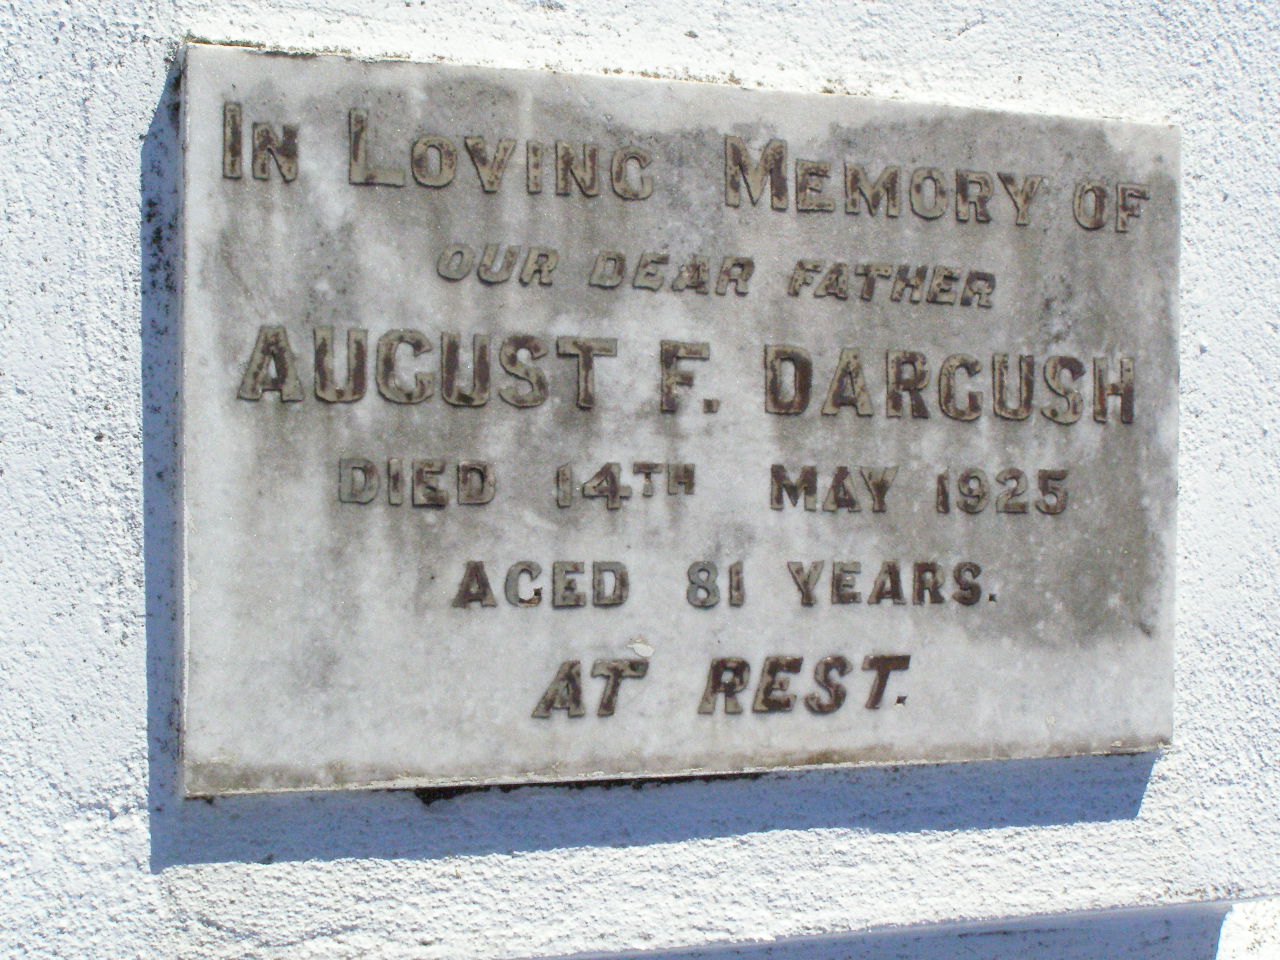 IN LOVING MEMORY OF
OUR DEAR FATHER
AUGUST F. DARGUSH
DIED 14TH MAY 1925
AGED 81 YEARS.
AT REST.